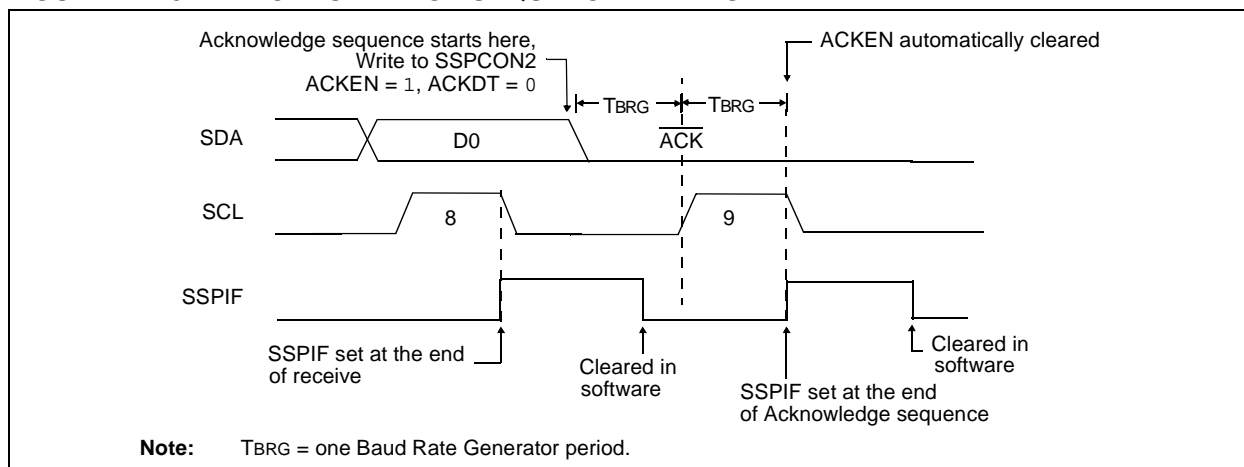 Acknowledge sequence starts here,
Write to SSPCON2
ACKEN = 1, ACKDT = 0
ACKEN automatically cleared
TBRG
TBRG
SDA
D0
ACK
SCL
8
9
SSPIF
SSPIF set at the end
of receive
Cleared in
software
SSPIF set at the end
of Acknowledge sequence
Cleared in
software
Note: TBRG = one Baud Rate Generator period.